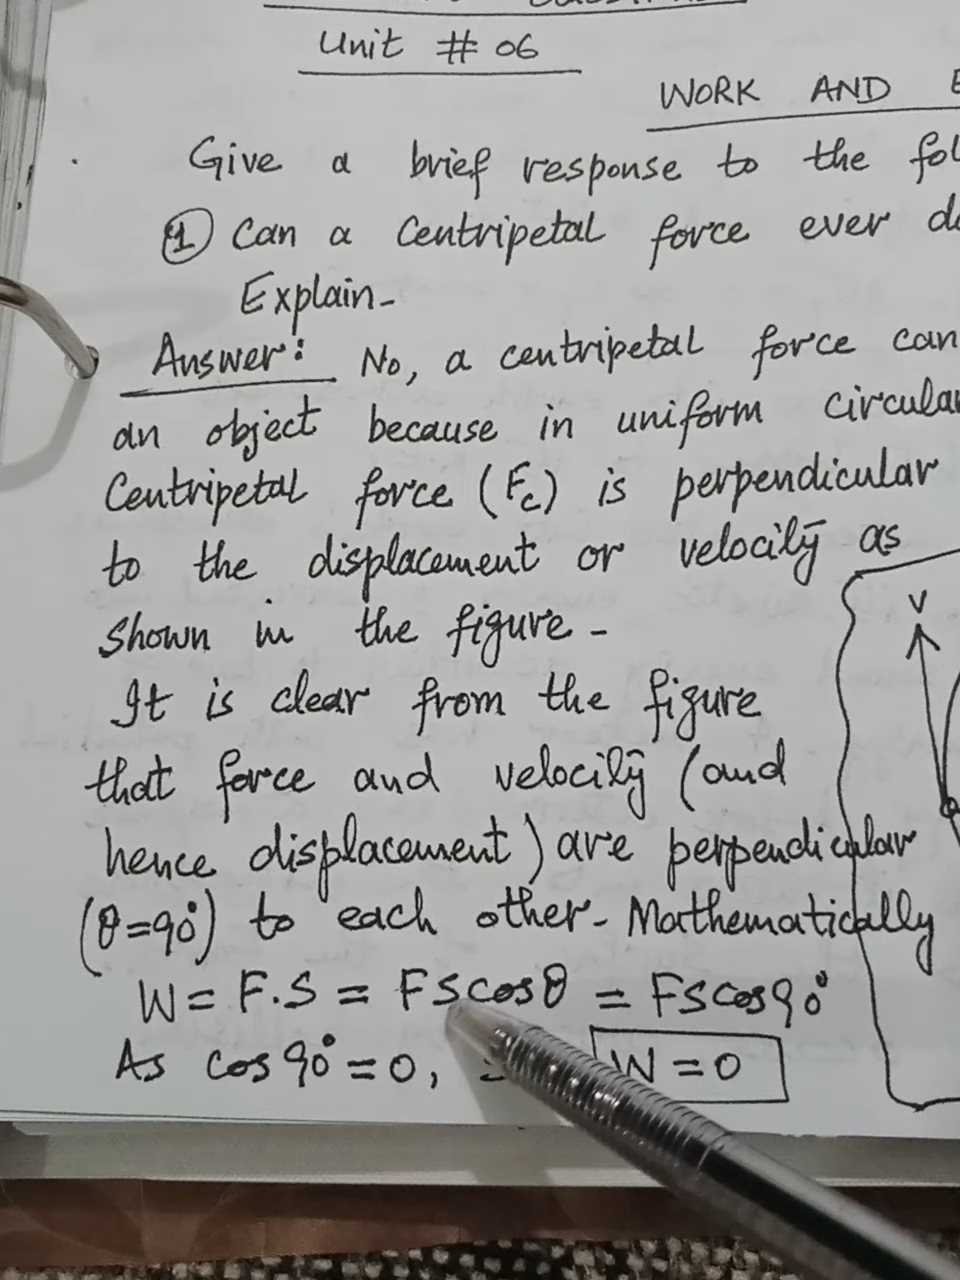 Unit # 06
WORK AND
Give a brief response to the
① Can a Centripetal force ever
Explain-
Answer: No, a centripetal force can
an object because in uniform circular
Centripetal force (Fc) is perpendicular
to the displacement or velocity as
shown in the figure-
V
It is clear from the figure
that force and velocity (and
hence displacement) are perpendicular
(θ=90°) to each other- Mathematically
W = F.S = FScosθ = FScos90°
As cos90°=0, W=0